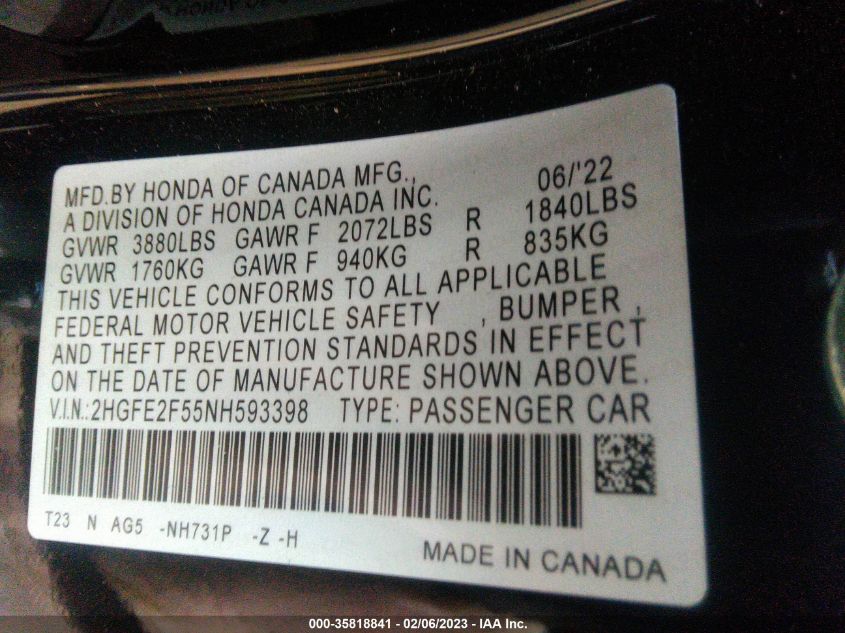 MFD.BY HONDA OF CANADA MFG., 06/'22
A DIVISION OF HONDA CANADA INC.
GVWR 3880LBS GAWR F 2072LBS R 1840LBS
GVWR 1760KG GAWR F 940KG R 835KG
THIS VEHICLE CONFORMS TO ALL APPLICABLE
FEDERAL MOTOR VEHICLE SAFETY , BUMPER ,
AND THEFT PREVENTION STANDARDS IN EFFECT
ON THE DATE OF MANUFACTURE SHOWN ABOVE.
V.I.N.:2HGFE2F55NH593398 TYPE: PASSENGER CAR
T23 N AG5 -NH731P -Z -H
MADE IN CANADA
000-35818841 - 02/06/2023 - IAA Inc.